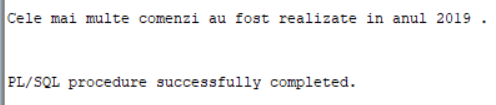 Cele mai multe comenzi au fost realizate in anul 2019 .
PL/SQL procedure successfully completed.